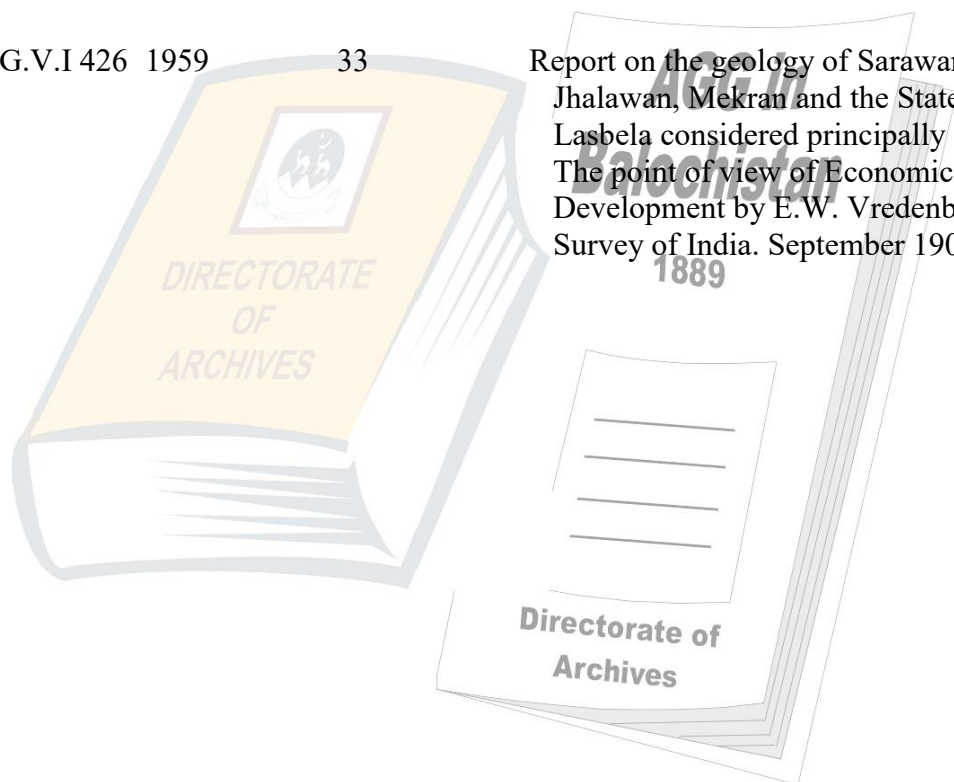 G.V.I 426 1959 33 Report on the geology of Sarawan
Jhalawan, Mekran and the State
Lasbela considered principally
The point of view of Economic
Development by E.W. Vredenb
Survey of India. September 190
DIRECTORATE
OF
ARCHIVES
AGG in
Balochistan
1889
Directorate of
Archives